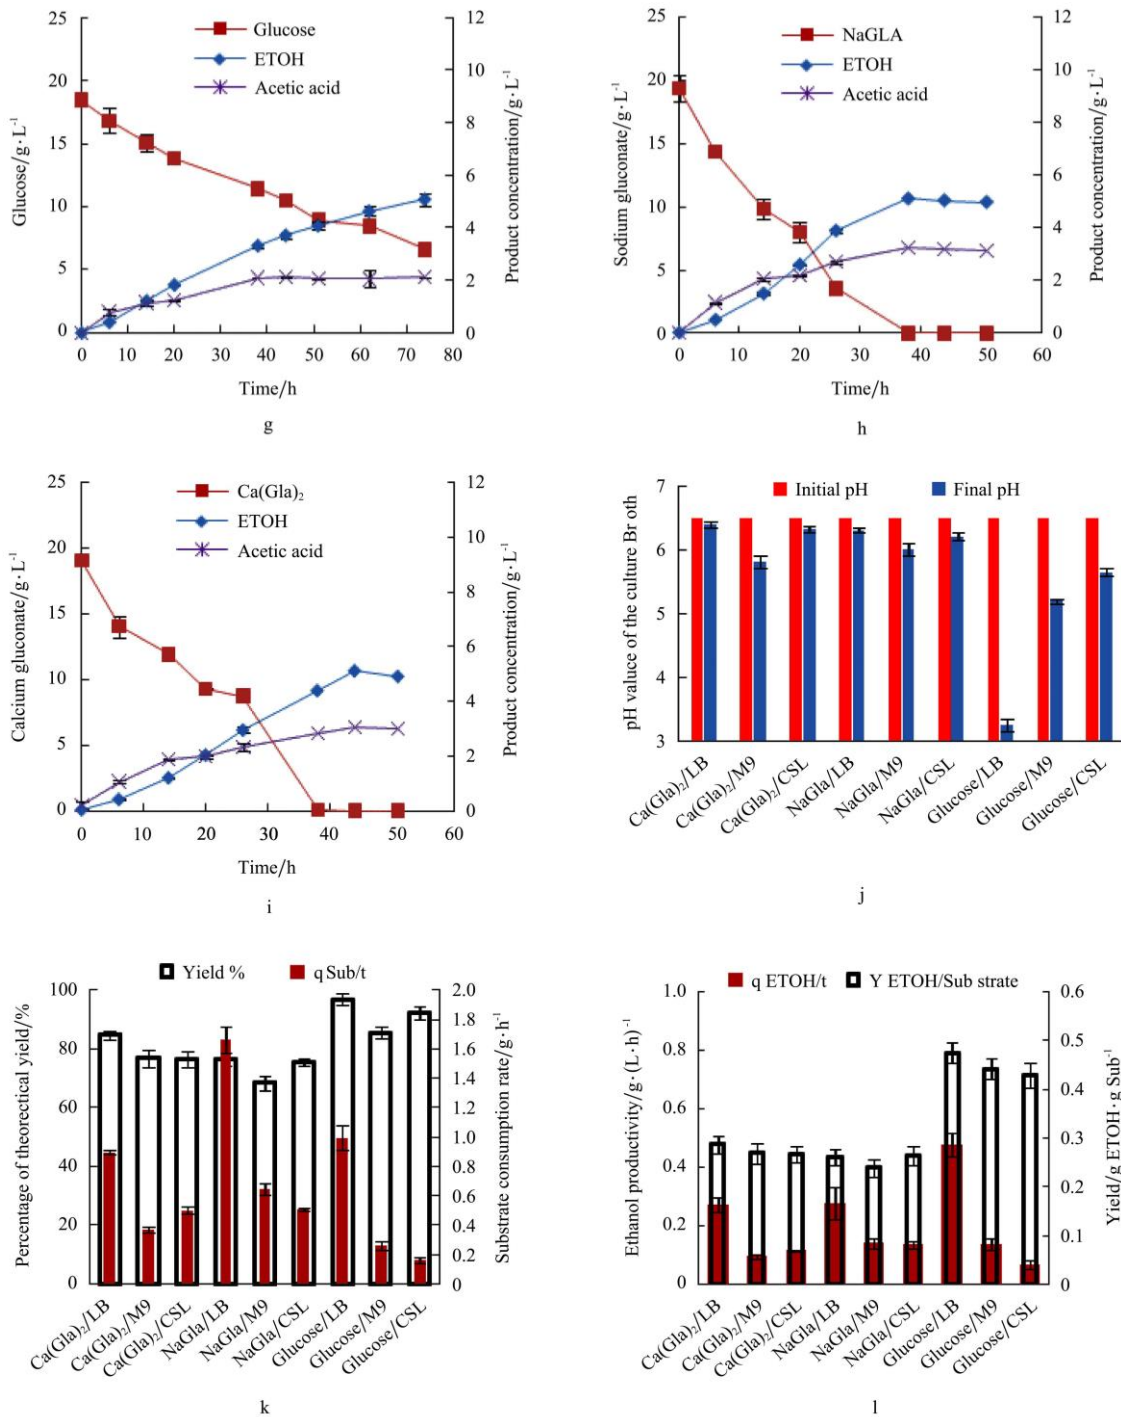 25
20
15
10
5
0
Glucose/g·L⁻¹
Glucose
ETOH
Acetic acid
12
10
8
6
4
2
0
Product concentration/g·L⁻¹
0 10 20 30 40 50 60 70 80
Time/h
g
25
20
15
10
5
0
Sodium gluconate/g·L⁻¹
NaGLA
ETOH
Acetic acid
12
10
8
6
4
2
0
Product concentration/g·L⁻¹
0 10 20 30 40 50 60
Time/h
h
25
20
15
10
5
0
Calcium gluconate/g·L⁻¹
Ca(Gla)₂
ETOH
Acetic acid
12
10
8
6
4
2
0
Product concentration/g·L⁻¹
0 10 20 30 40 50 60
Time/h
i
7
6
5
4
3
pH valuce of the culture Br oth
Initial pH Final pH
Ca(Gla)₂/LB
Ca(Gla)₂/M9
Ca(Gla)₂/CSL
NaGla/LB
NaGla/M9
NaGla/CSL
Glucose/LB
Glucose/M9
Glucose/CSL
j
Yield % q Sub/t
100
80
60
40
20
0
Percentage of theorectical yield/%
2.0
1.8
1.6
1.4
1.2
1.0
0.8
0.6
0.4
0.2
0
Substrate consumption rate/g·h⁻¹
Ca(Gla)₂/LB
Ca(Gla)₂/M9
Ca(Gla)₂/CSL
NaGla/LB
NaGla/M9
NaGla/CSL
Glucose/LB
Glucose/M9
Glucose/CSL
k
q ETOH/t Y ETOH/Sub strate
1.0
0.8
0.6
0.4
0.2
0
Ethanol productivity/g·(L·h)⁻¹
0.6
0.5
0.4
0.3
0.2
0.1
0
Yield/g ETOH·g Sub⁻¹
Ca(Gla)₂/LB
Ca(Gla)₂/M9
Ca(Gla)₂/CSL
NaGla/LB
NaGla/M9
NaGla/CSL
Glucose/LB
Glucose/M9
Glucose/CSL
l